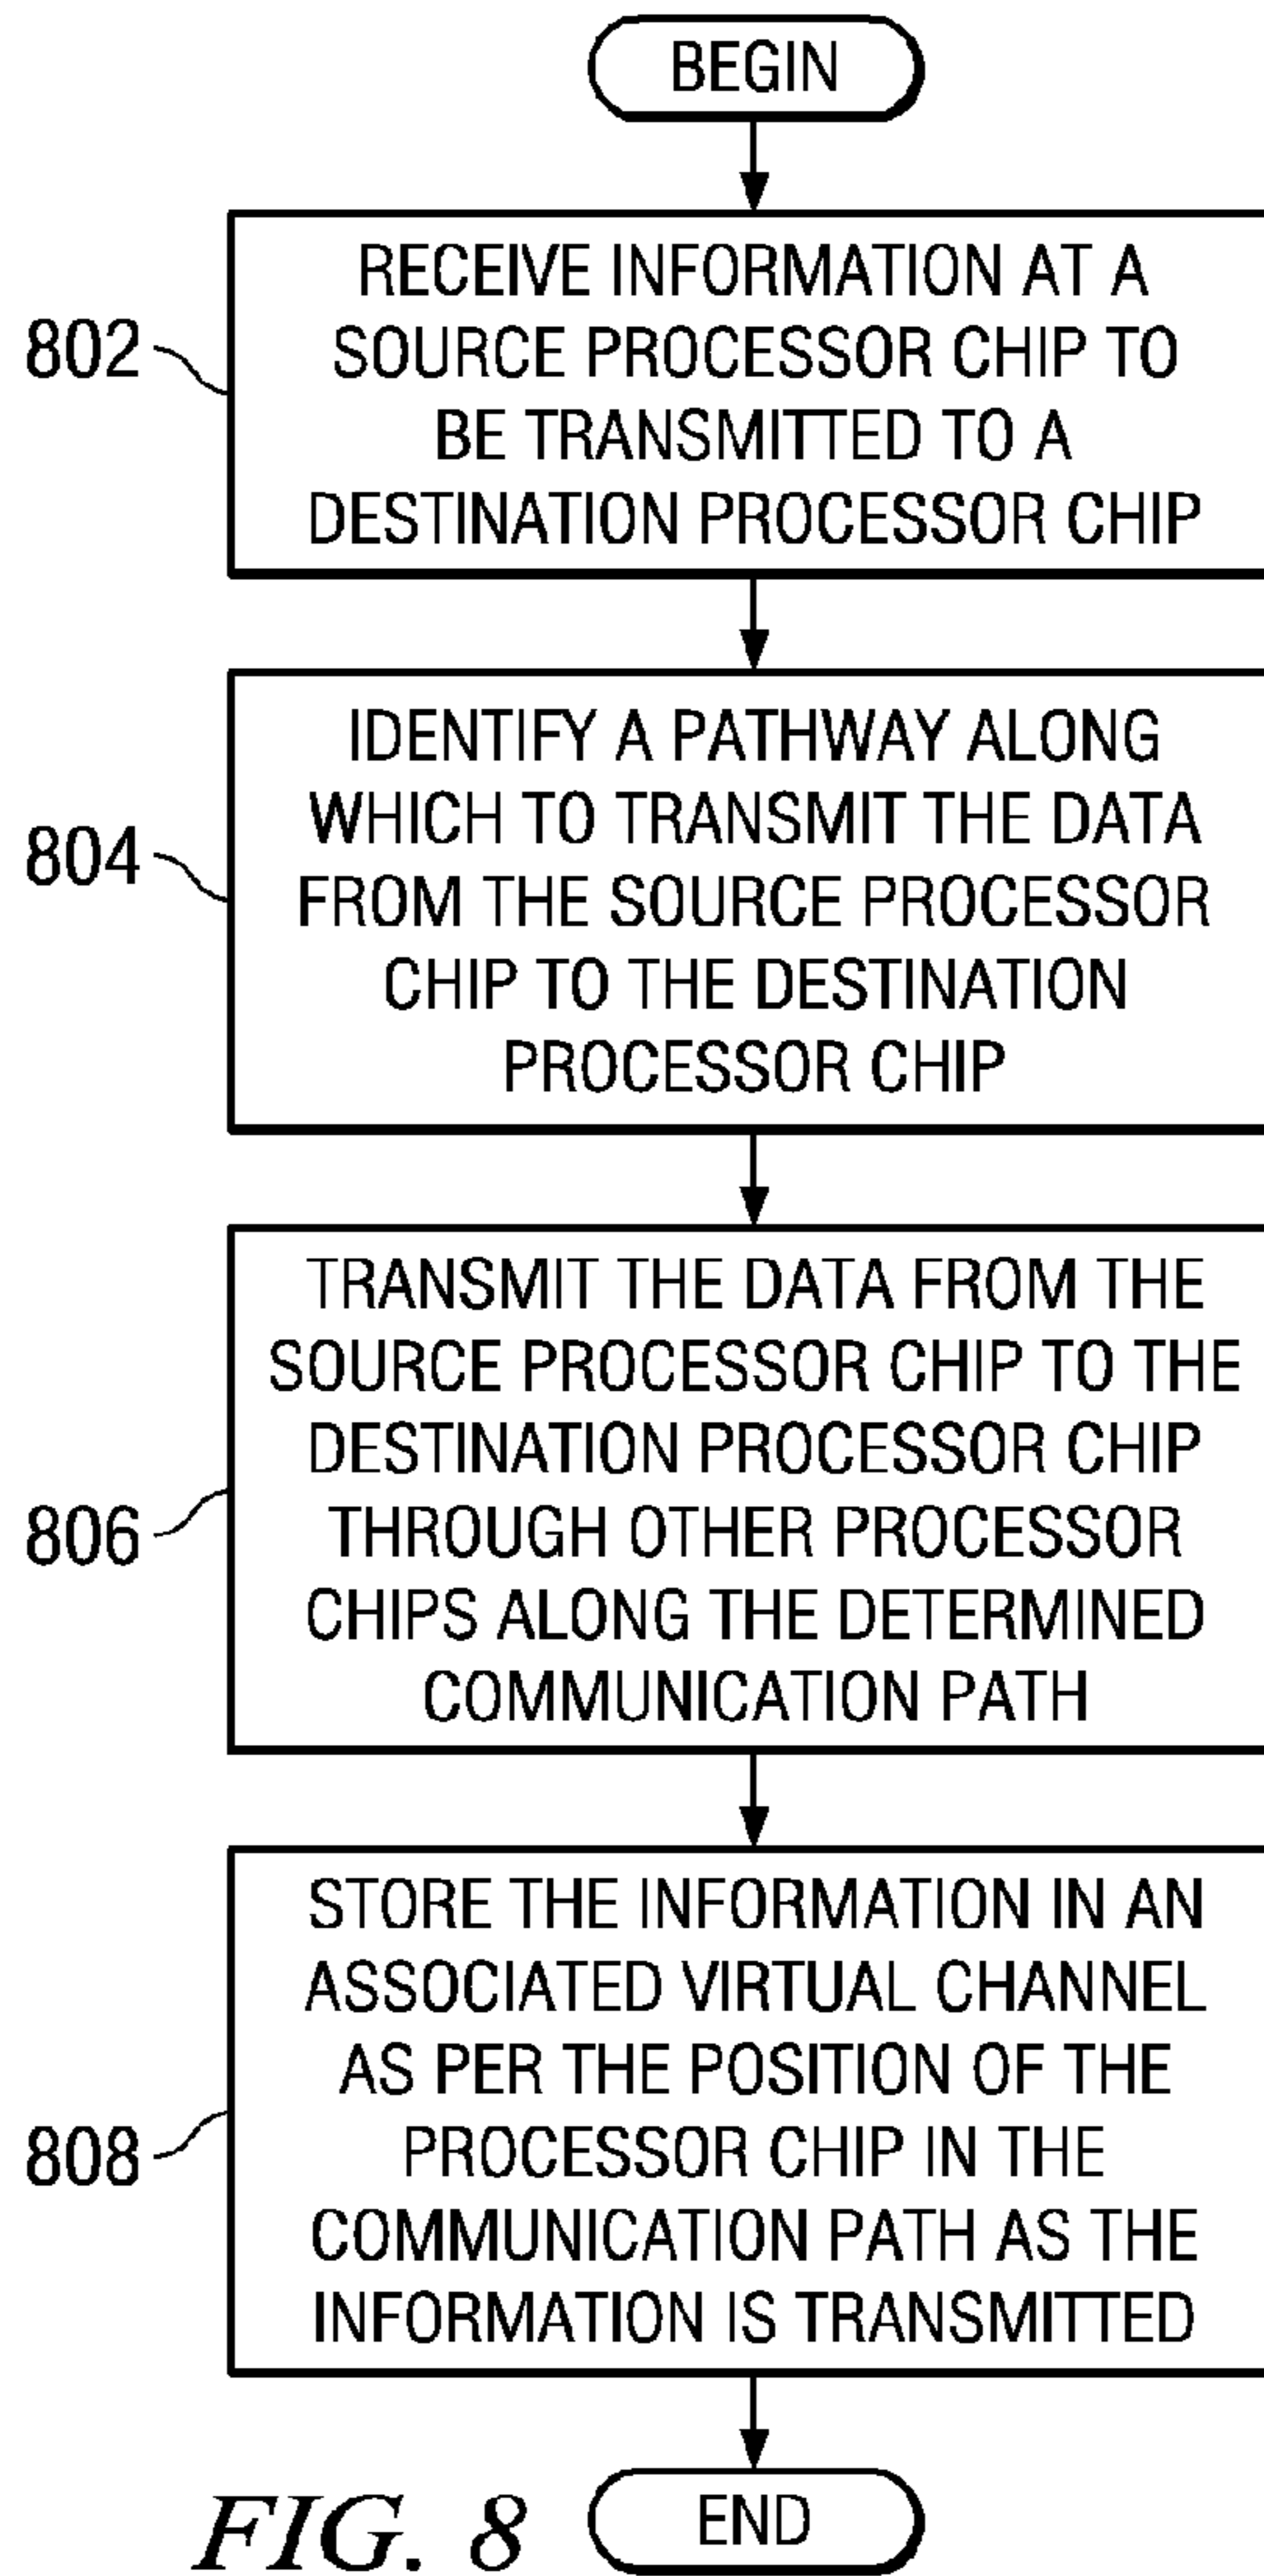 BEGIN
802
RECEIVE INFORMATION AT A
SOURCE PROCESSOR CHIP TO
BE TRANSMITTED TO A
DESTINATION PROCESSOR CHIP
804
IDENTIFY A PATHWAY ALONG
WHICH TO TRANSMIT THE DATA
FROM THE SOURCE PROCESSOR
CHIP TO THE DESTINATION
PROCESSOR CHIP
806
TRANSMIT THE DATA FROM THE
SOURCE PROCESSOR CHIP TO THE
DESTINATION PROCESSOR CHIP
THROUGH OTHER PROCESSOR
CHIPS ALONG THE DETERMINED
COMMUNICATION PATH
808
STORE THE INFORMATION IN AN
ASSOCIATED VIRTUAL CHANNEL
AS PER THE POSITION OF THE
PROCESSOR CHIP IN THE
COMMUNICATION PATH AS THE
INFORMATION IS TRANSMITTED
END
FIG. 8